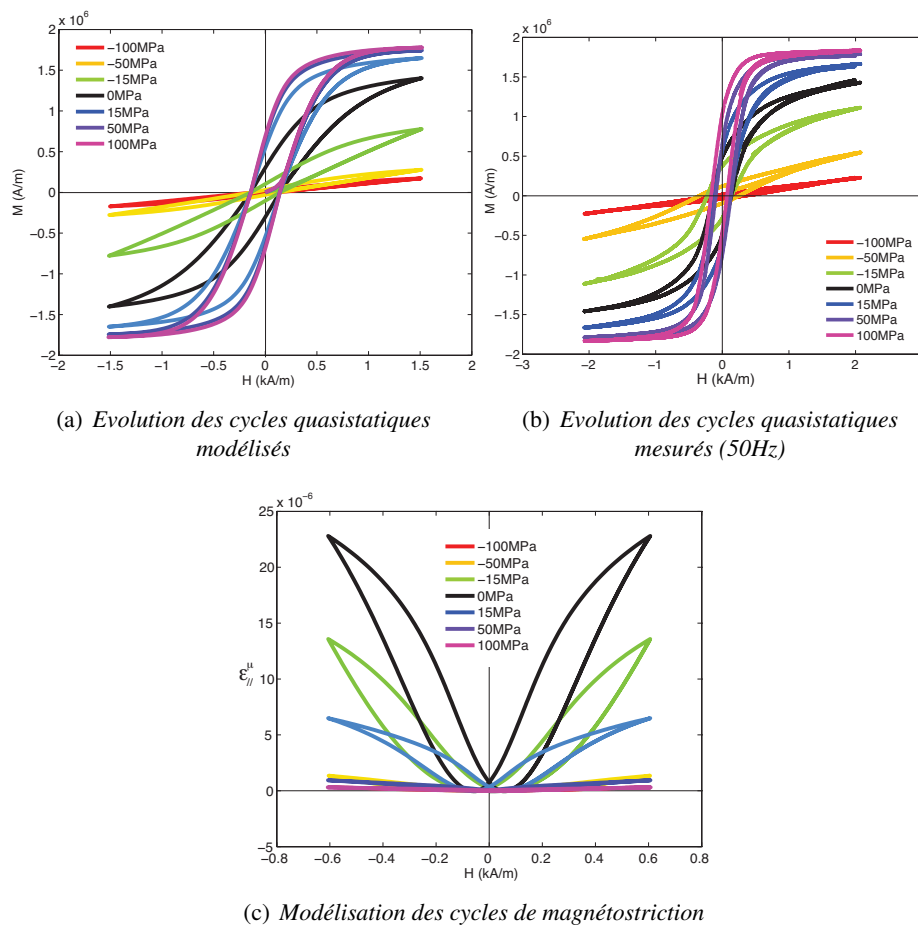 x 10⁶
-100MPa
-50MPa
-15MPa
0MPa
15MPa
50MPa
100MPa
2
1.5
1
0.5
0
-0.5
-1
-1.5
-2
M (A/m)
-2 -1.5 -1 -0.5 0 0.5 1 1.5 2
H (kA/m)
(a) Evolution des cycles quasistatiques
modélisés
x 10⁶
2
1.5
1
0.5
0
-0.5
-1
-1.5
-2
M (A/m)
-100MPa
-50MPa
-15MPa
0MPa
15MPa
50MPa
100MPa
-3 -2 -1 0 1 2 3
H (kA/m)
(b) Evolution des cycles quasistatiques
mesurés (50Hz)
x 10⁻⁶
25
20
15
10
5
0
-5
ε^μ_//
-100MPa
-50MPa
-15MPa
0MPa
15MPa
50MPa
100MPa
-0.8 -0.6 -0.4 -0.2 0 0.2 0.4 0.6 0.8
H (kA/m)
(c) Modélisation des cycles de magnétostriction